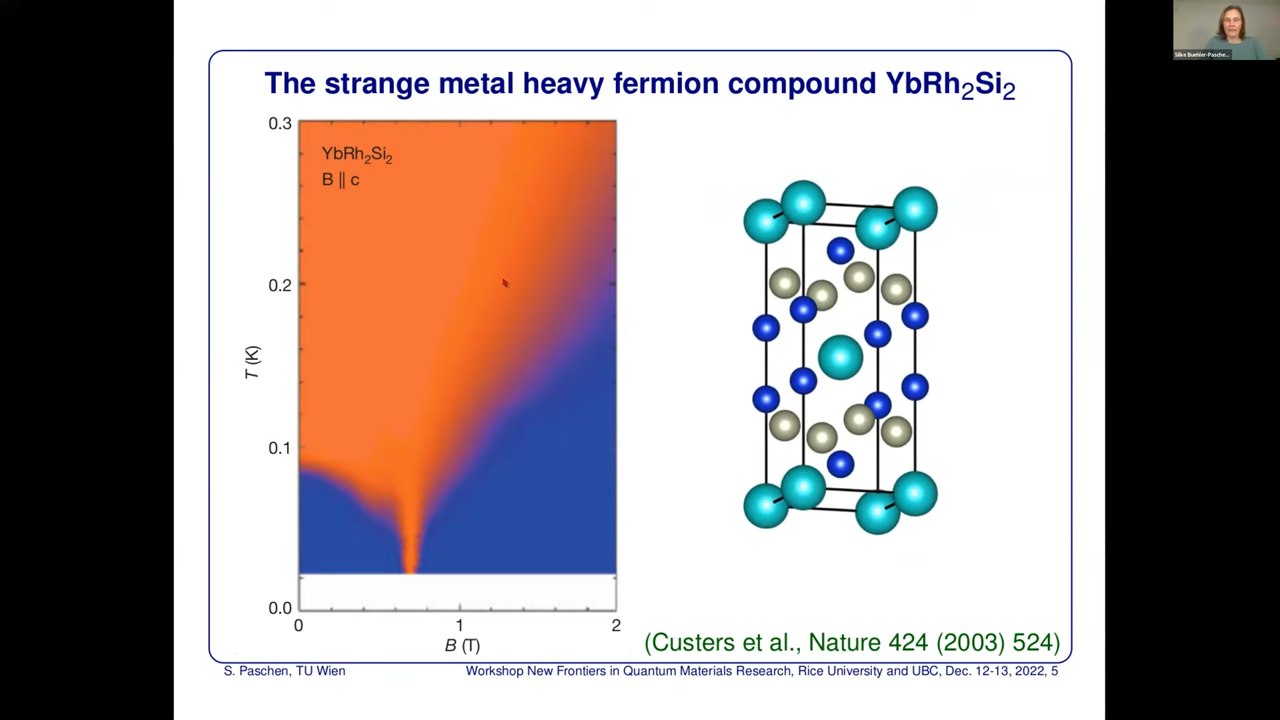 The strange metal heavy fermion compound YbRh2Si2
0.3
YbRh2Si2
B || c
0.2
T (K)
0.1
0.0
0
1
2
B (T)
(Custers et al., Nature 424 (2003) 524)
S. Paschen, TU Wien
Workshop New Frontiers in Quantum Materials Research, Rice University and UBC, Dec. 12-13, 2022, 5
Silke Buehler-Pasche...